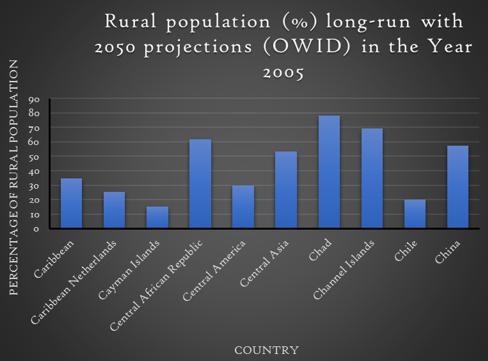 Rural population (%) long-run with
2050 projections (OWID) in the Year
2005
PERCENTAGE OF RURAL POPULATION
90
80
70
60
50
40
30
20
10
0
Caribbean
Caribbean Netherlands
Cayman Islands
Central African Republic
Central America
Central Asia
Chad
Channel Islands
Chile
China
COUNTRY